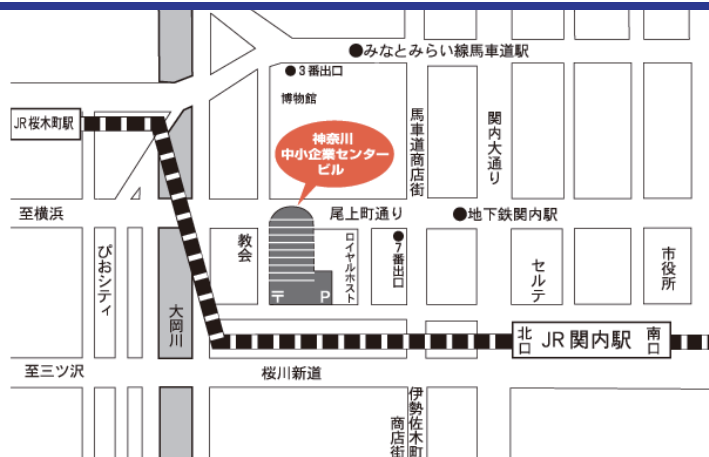 ●みなとみらい線馬車道駅
●3番出口
博物館
JR桜木町駅
馬車道商店街
関内大通り
神奈川
中小企業センター
ビル
至横浜
尾上町通り
●地下鉄関内駅
ぴおシティ
教会
ロイヤルホスト
●7番出口
セルテ
市役所
〒 P
大岡川
北口 JR関内駅 南口
至三ツ沢
桜川新道
伊勢佐木町
商店街